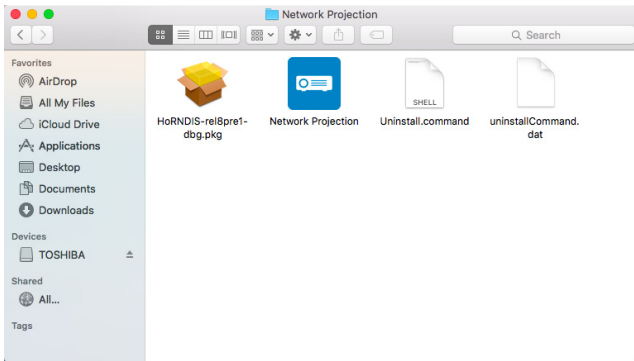 Network Projection
Search
Favorites
AirDrop
All My Files
iCloud Drive
Applications
Desktop
Documents
Downloads
Devices
TOSHIBA
Shared
All...
Tags
HoRNDIS-rel8pre1-
dbg.pkg
Network Projection
SHELL
Uninstall.command
uninstallCommand.
dat